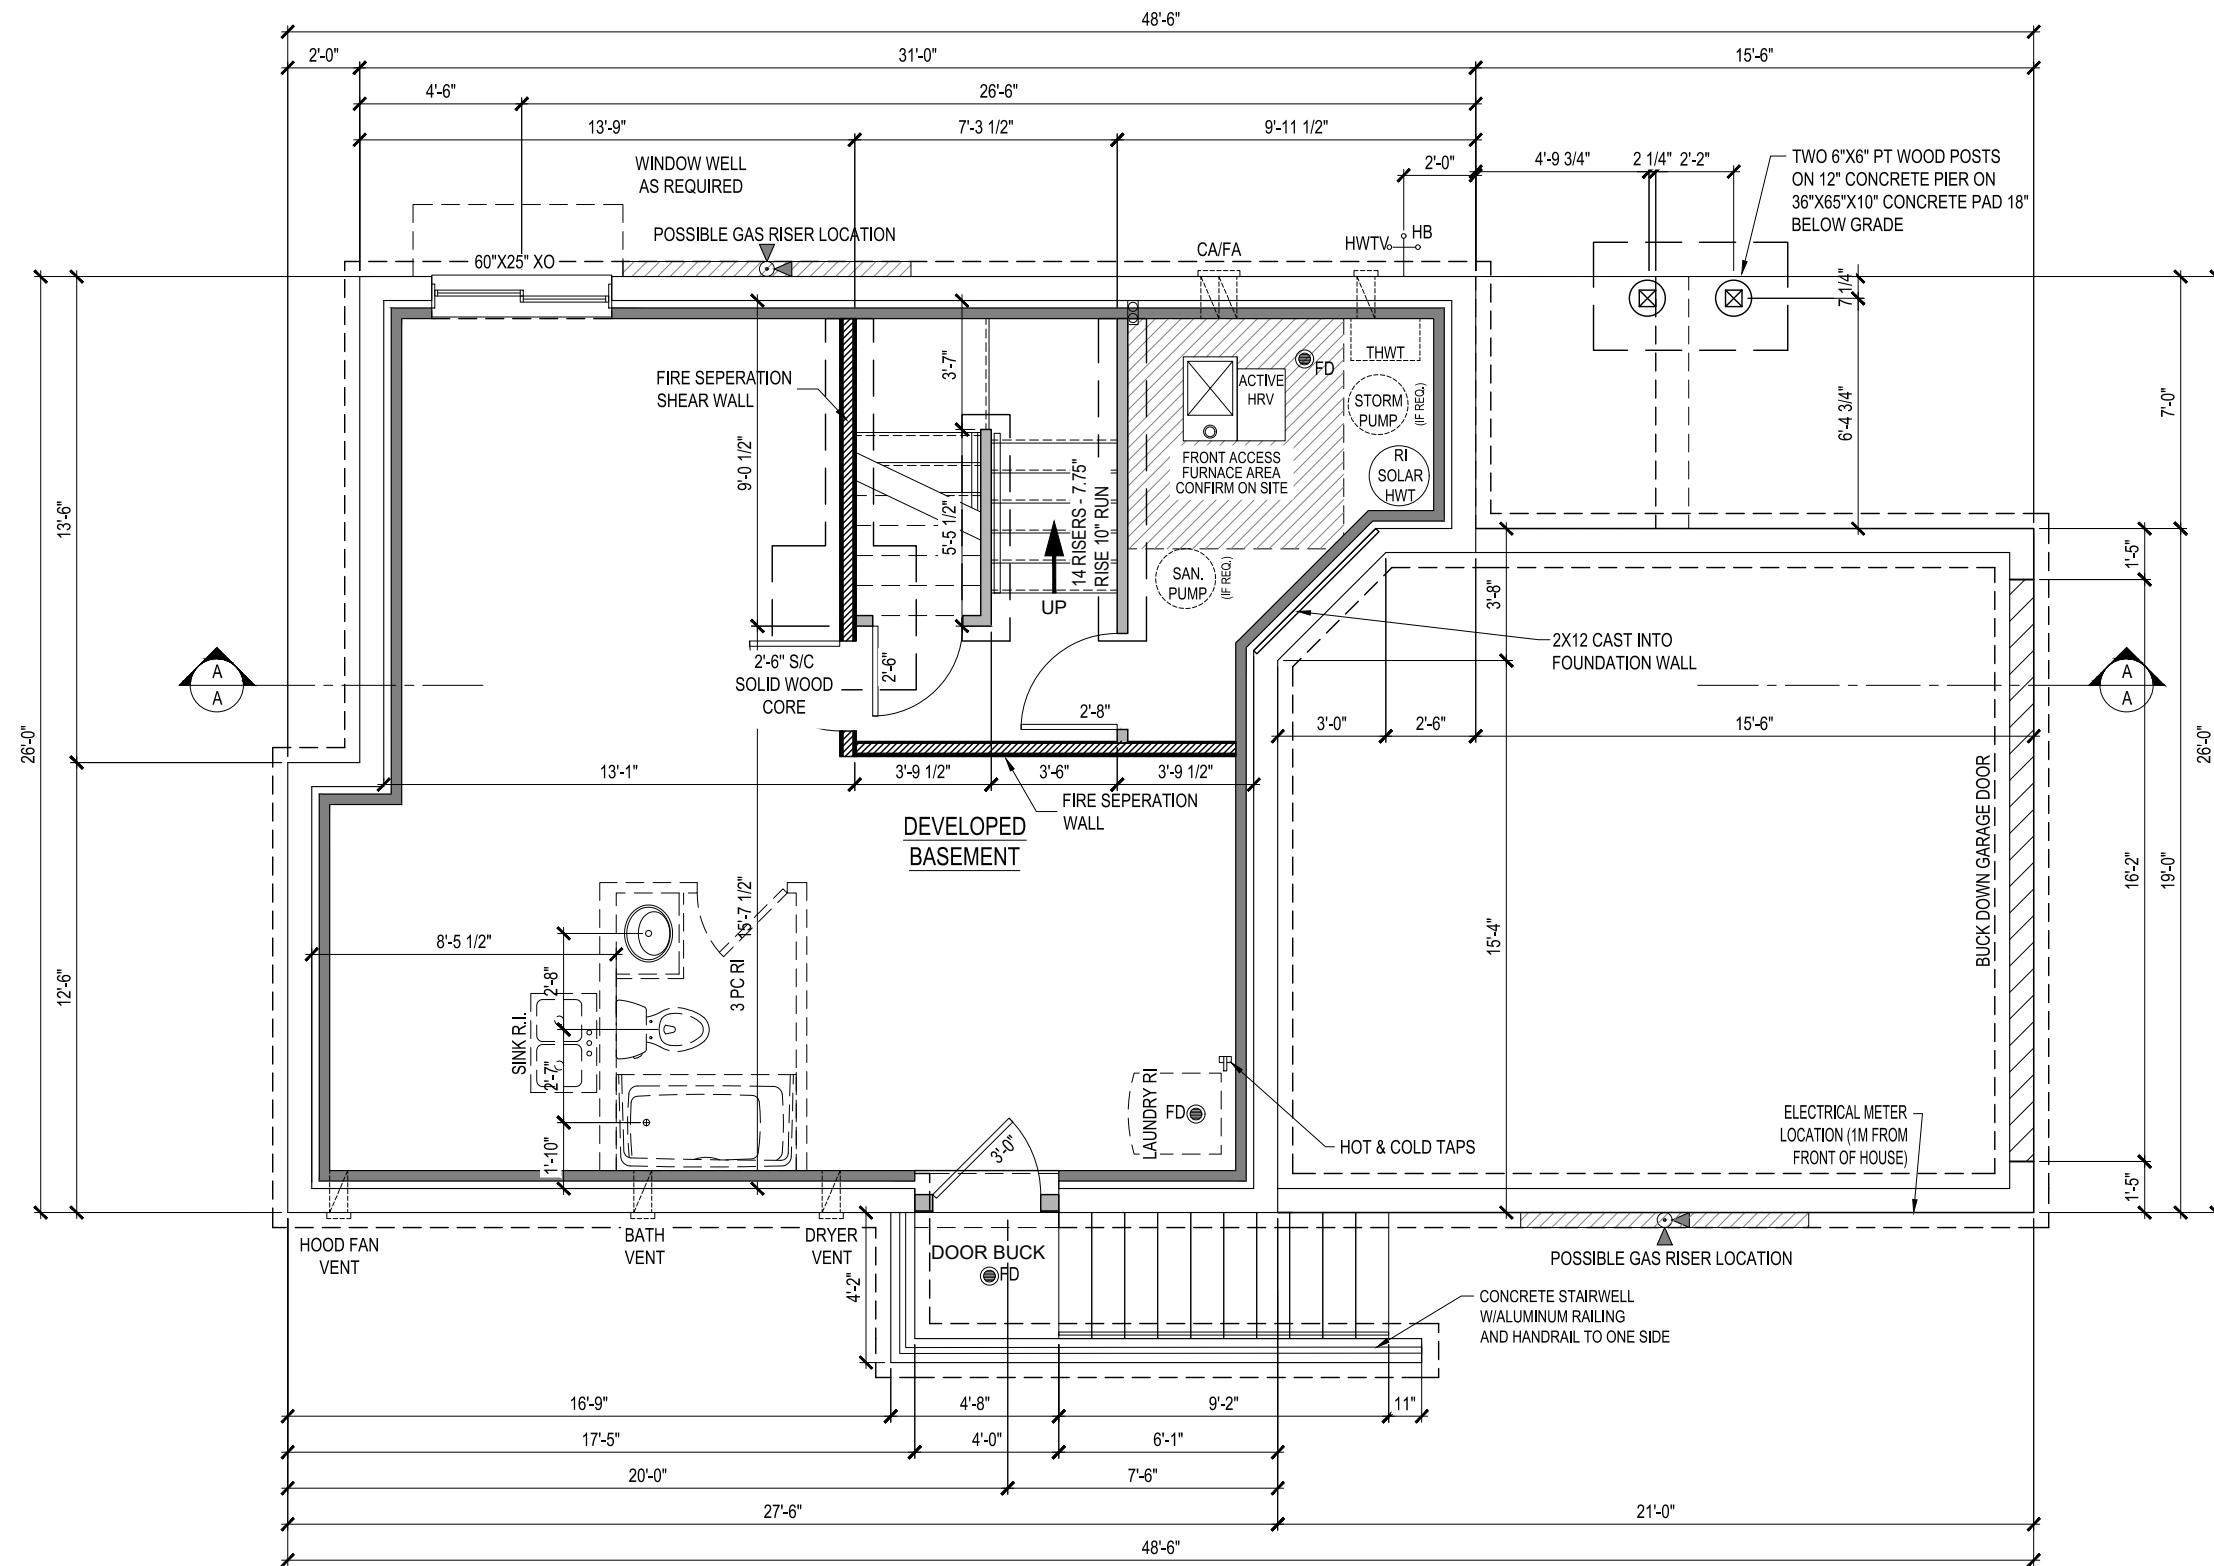 48'-6"
2'-0"
31'-0"
15'-6"
4'-6"
26'-6"
13'-9"
7'-3 1/2"
9'-11 1/2"
WINDOW WELL
AS REQUIRED
2'-0"
4'-9 3/4"
2 1/4"
2'-2"
TWO 6"X6" PT WOOD POSTS
ON 12" CONCRETE PIER ON
36"X65"X10" CONCRETE PAD 18"
BELOW GRADE
POSSIBLE GAS RISER LOCATION
60"X25" XO
CA/FA
HWTV
HB
7 1/4"
6'-4 3/4"
7'-0"
FIRE SEPERATION
SHEAR WALL
3'-7"
9'-0 1/2"
5'-5 1/2"
14 RISERS - 7.75"
RISE 10" RUN
UP
ACTIVE
HRV
FD
THWT
STORM
PUMP
(IF REQ.)
RI
SOLAR
HWT
FRONT ACCESS
FURNACE AREA
CONFIRM ON SITE
SAN.
PUMP
(IF REQ.)
2X12 CAST INTO
FOUNDATION WALL
3'-8"
1'-5"
13'-6"
26'-0"
A
A
2'-6" S/C
SOLID WOOD
CORE
2'-6"
2'-8"
3'-0"
2'-6"
15'-6"
A
A
26'-0"
13'-1"
3'-9 1/2"
3'-6"
3'-9 1/2"
FIRE SEPERATION
WALL
DEVELOPED
BASEMENT
BUCK DOWN GARAGE DOOR
16'-2"
19'-0"
15'-4"
12'-6"
8'-5 1/2"
15'-7 1/2"
3 PC RI
2'-8"
SINK R.I.
2'-7"
1'-10"
LAUNDRY RI
FD
3'-0"
HOT & COLD TAPS
ELECTRICAL METER
LOCATION (1M FROM
FRONT OF HOUSE)
1'-5"
HOOD FAN
VENT
BATH
VENT
DRYER
VENT
4'-2"
DOOR BUCK
FD
POSSIBLE GAS RISER LOCATION
CONCRETE STAIRWELL
W/ALUMINUM RAILING
AND HANDRAIL TO ONE SIDE
16'-9"
4'-8"
9'-2"
11"
17'-5"
4'-0"
6'-1"
20'-0"
7'-6"
27'-6"
21'-0"
48'-6"